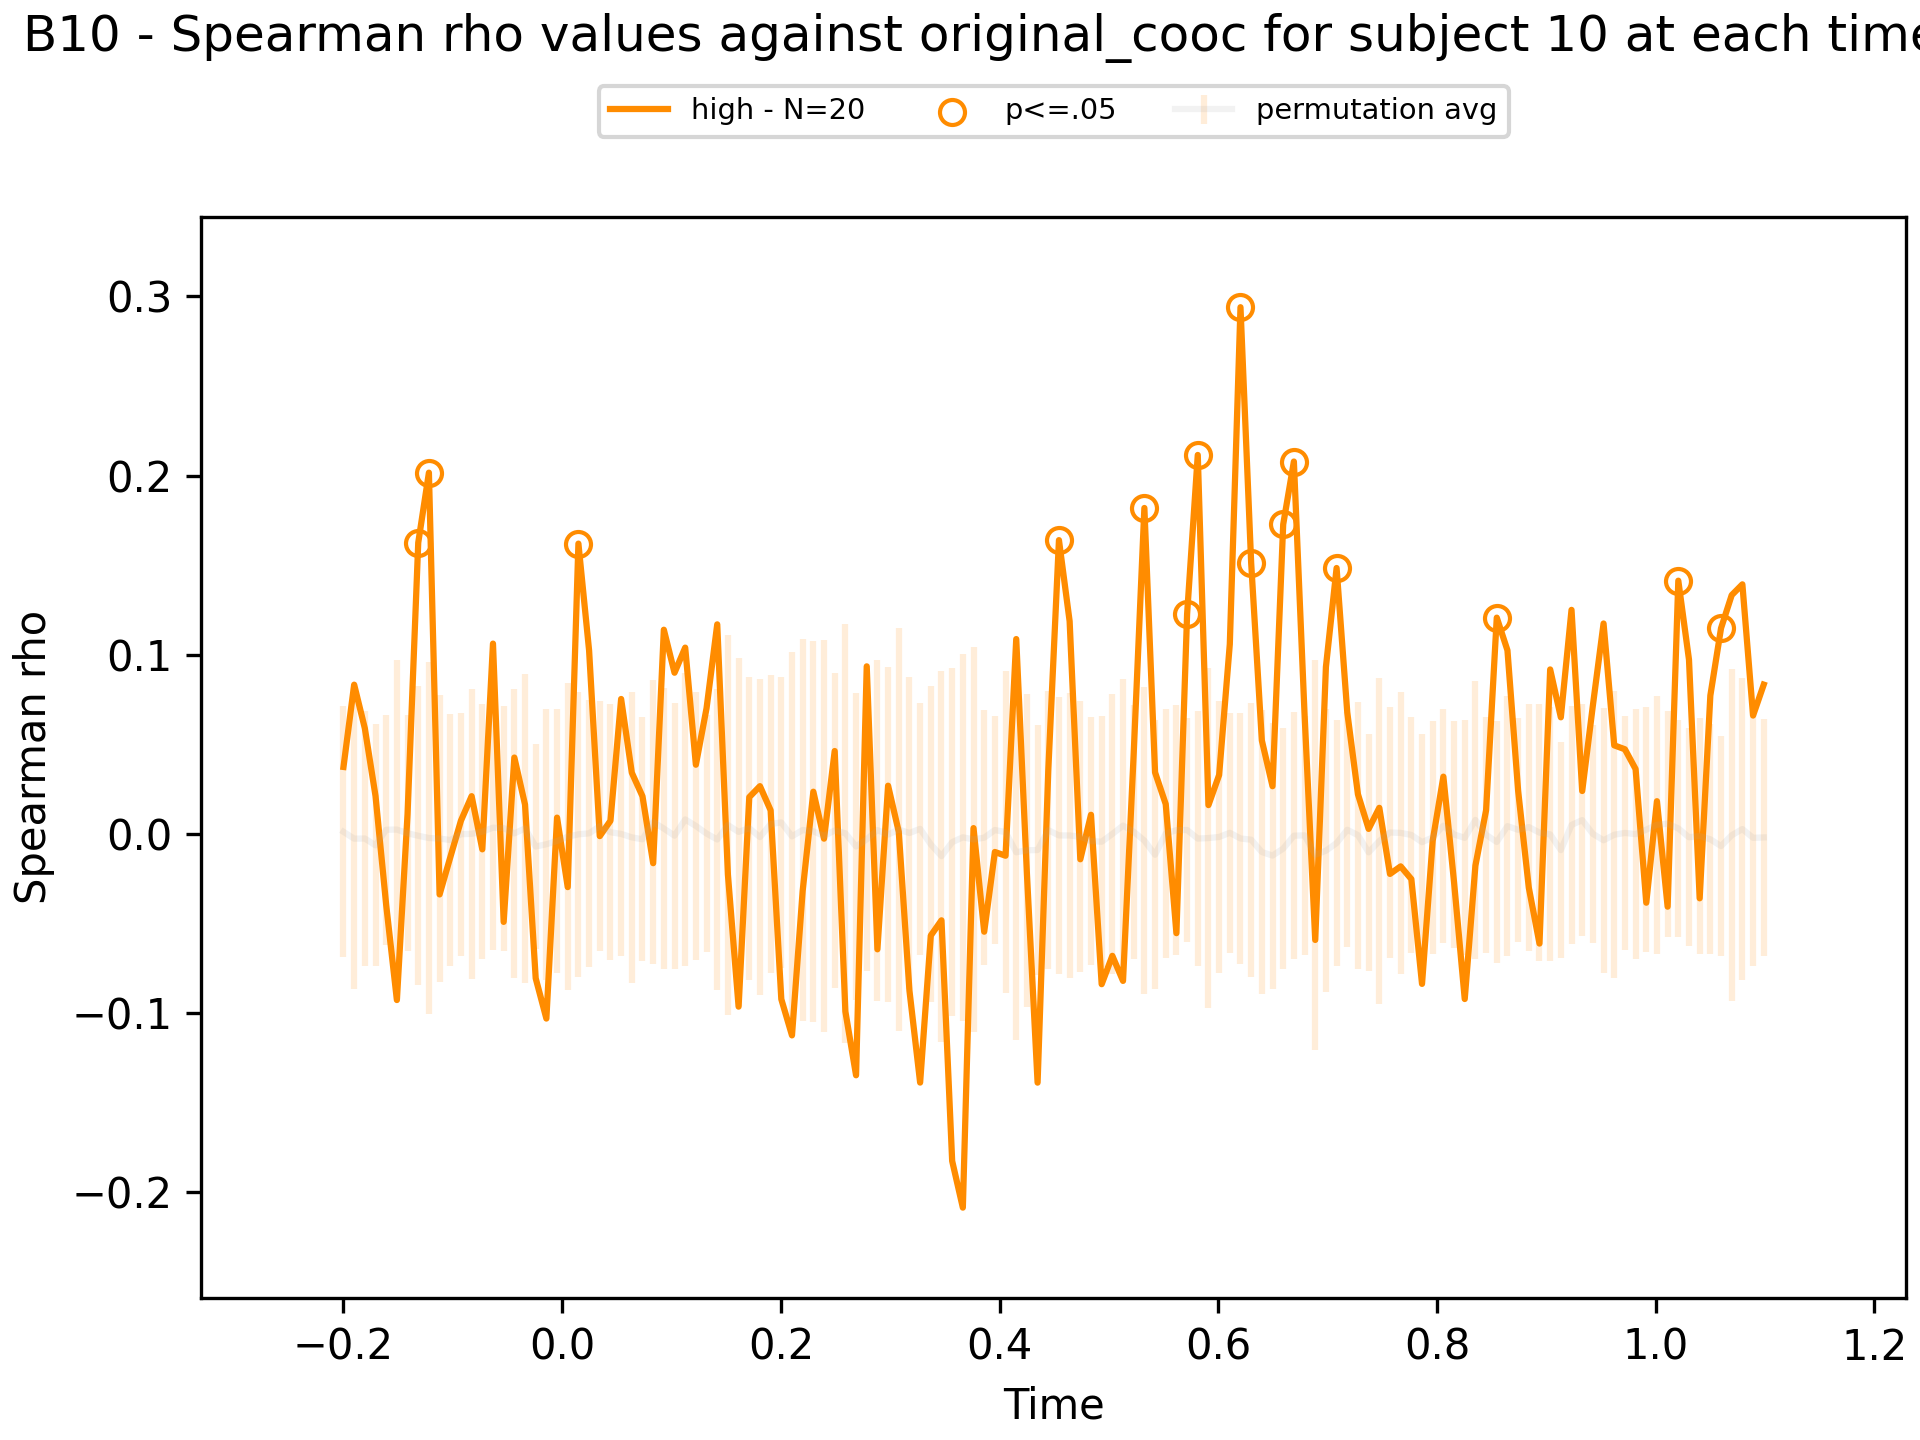 B10 - Spearman rho values against original_cooc for subject 10 at each time
high - N=20
p<=.05
permutation avg
0.3
0.2
0.1
0.0
−0.1
−0.2
Spearman rho
−0.2 0.0 0.2 0.4 0.6 0.8 1.0 1.2
Time